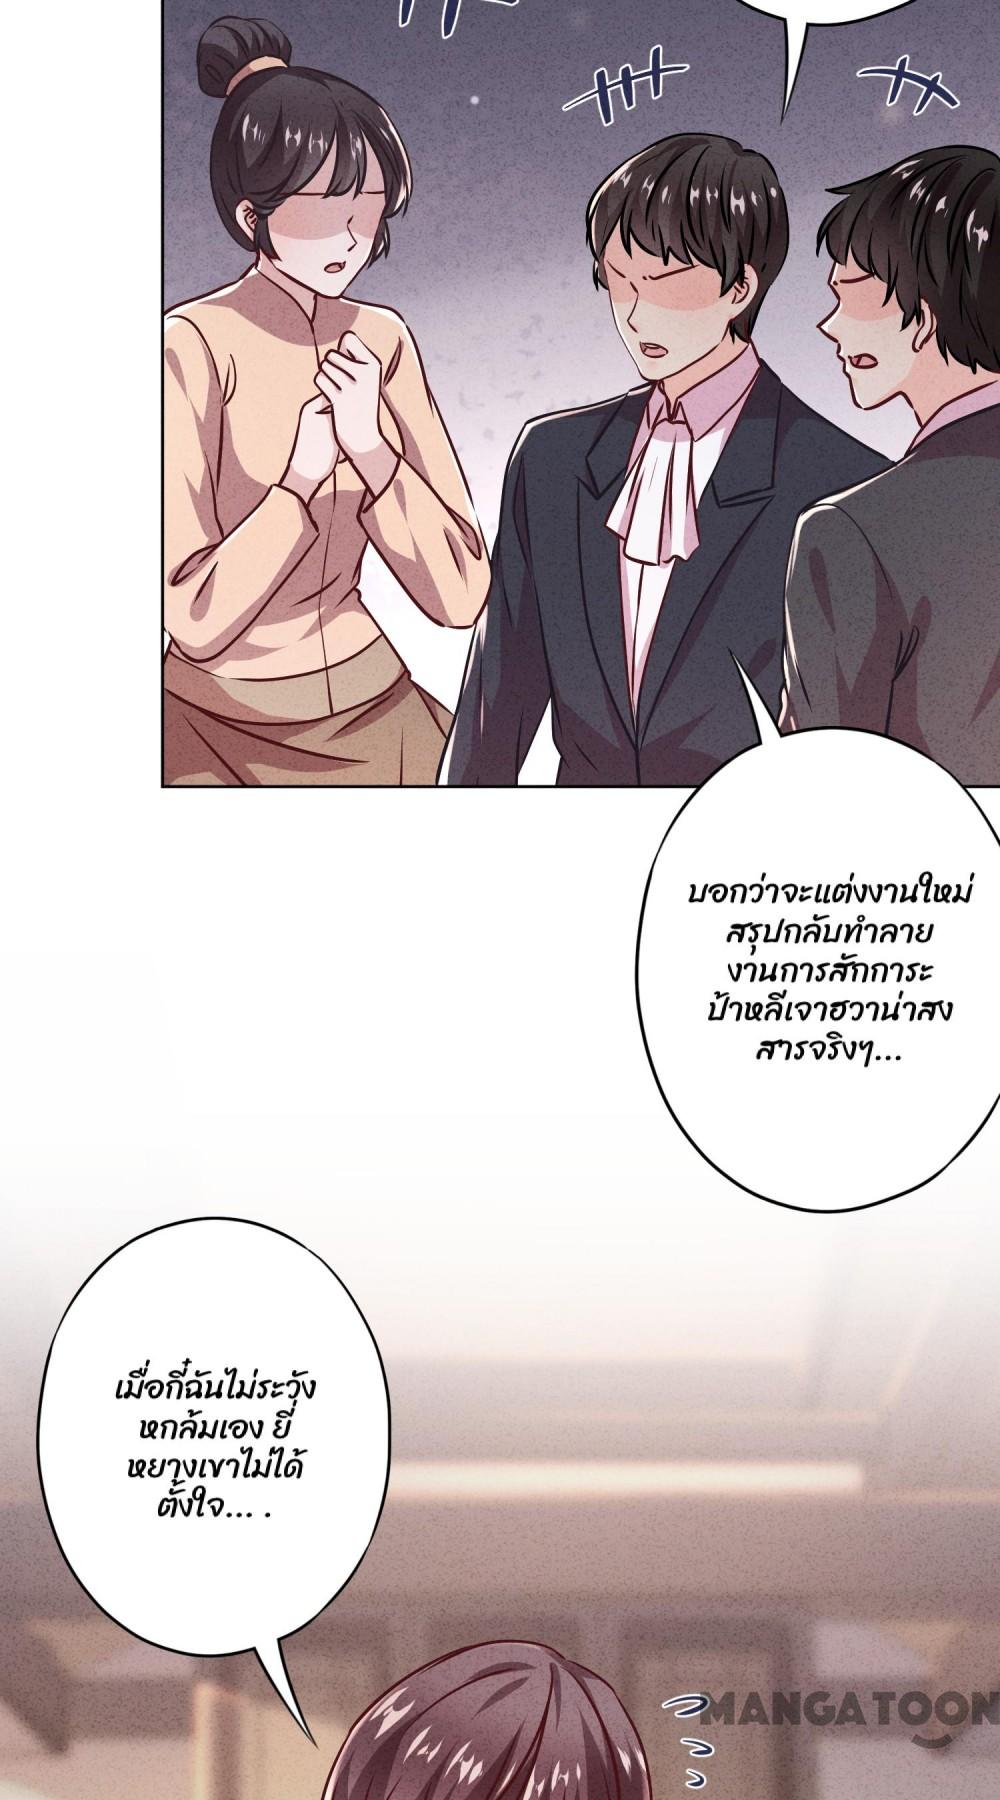 บอกว่าจะแต่งงานใหม่
สรุปกลับทำลาย
งานการสักการะ
ป้าหลี่เจาฮวาน่าสง
สารจริงๆ...
เมื่อกี๋ฉันไม่ระวัง
หกล้มเอง ยี่
หยางเขาไม่ได้
ตั้งใจ... .
MANGATOON